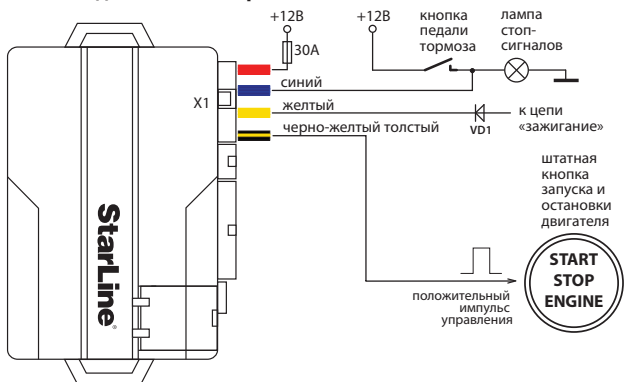 +12В
+12В
кнопка
педали
тормоза
лампа
стоп-
сигналов
30А
синий
X1
желтый
VD1
к цепи
«зажигание»
черно-желтый толстый
штатная
кнопка
запуска и
остановки
двигателя
StarLine
START
STOP
ENGINE
положительный
импульс
управления